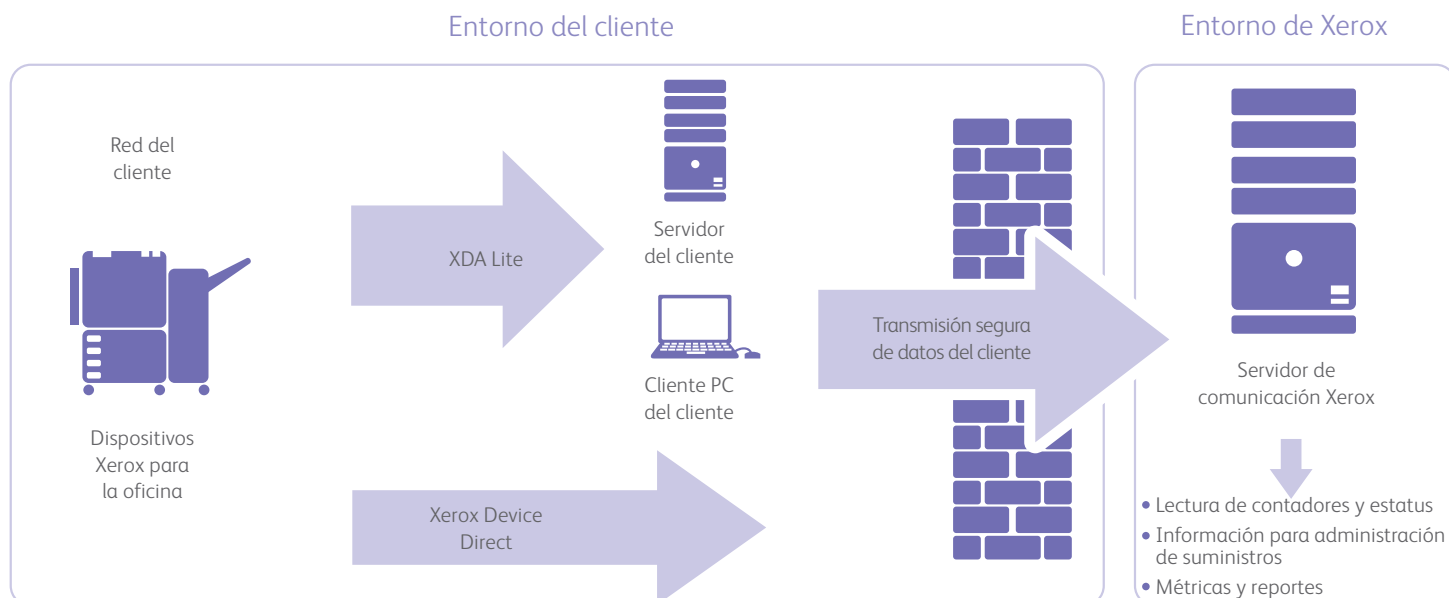 Entorno del cliente
Entorno de Xerox
Red del
cliente
Dispositivos
Xerox para
la oficina
XDA Lite
Xerox Device
Direct
Servidor
del cliente
Cliente PC
del cliente
Transmisión segura
de datos del cliente
Servidor de
comunicación Xerox
• Lectura de contadores y estatus
• Información para administración
de suministros
• Métricas y reportes